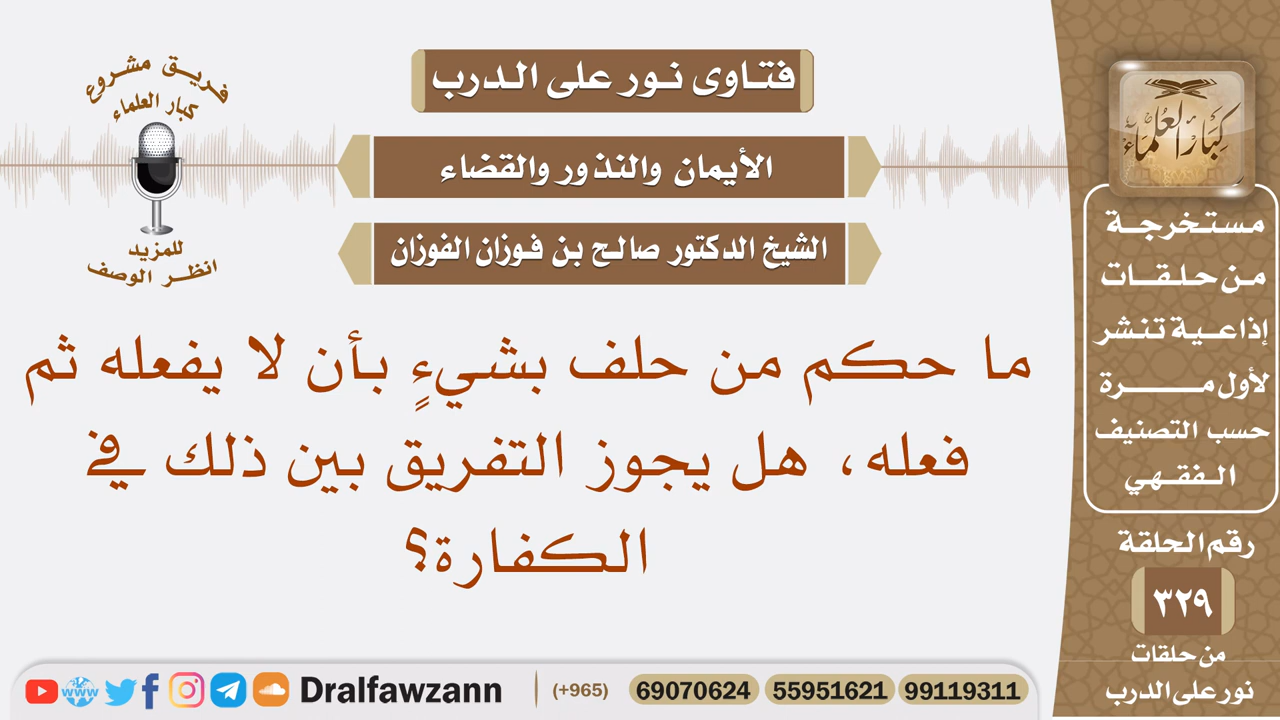 فتاوى نور على الدرب
الأيمان والنذور والقضاء
الشيخ الدكتور صالح بن فوزان الفوزان
ما حكم من حلف بشيءٍ بأن لا يفعله ثم
فعله، هل يجوز التفريق بين ذلك في
الكفارة؟
فريق مشروع
كبار العلماء
للمزيد
انظر الوصف
كبار العلماء
مستخرجة
من حلقات
إذاعية تنشر
لأول مرة
حسب التصنيف
الفقهي
رقم الحلقة
٣٢٩
من حلقات
نور على الدرب
www
Dralfawzann
(+965)
69070624
55951621
99119311